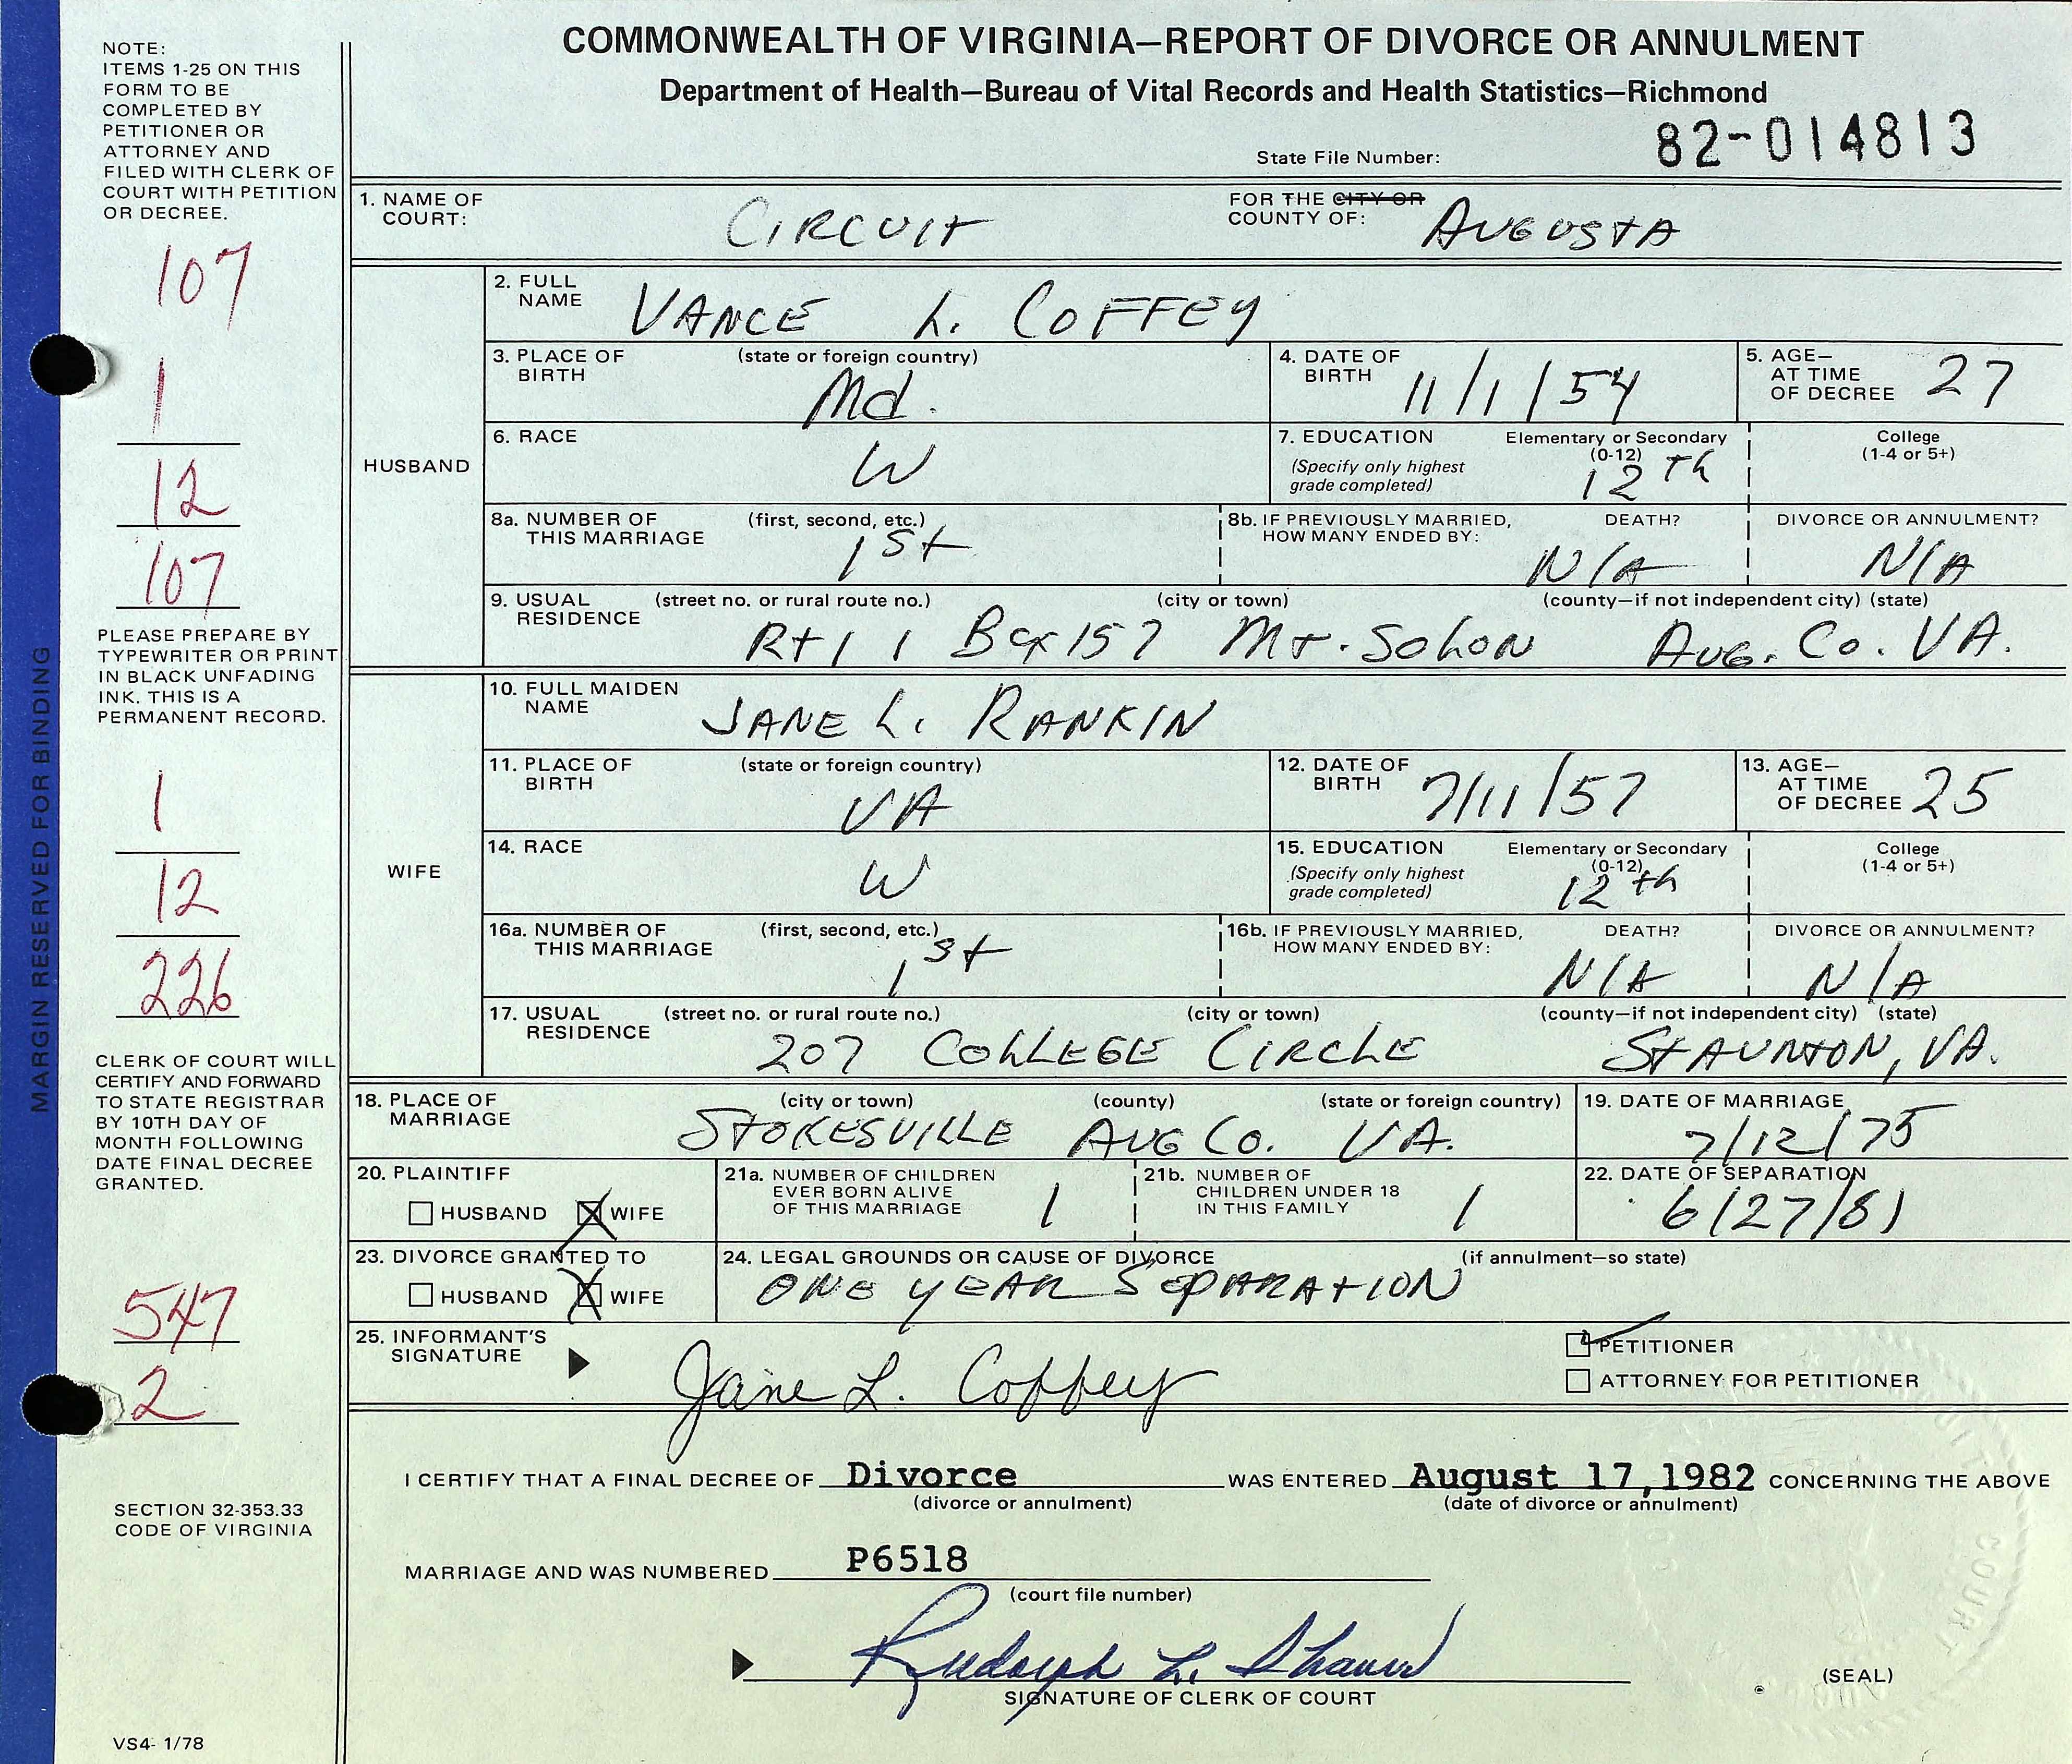 COMMONWEALTH OF VIRGINIA—REPORT OF DIVORCE OR ANNULMENT
Department of Health—Bureau of Vital Records and Health Statistics—Richmond
State File Number: 82-014813
NOTE:
ITEMS 1-25 ON THIS
FORM TO BE
COMPLETED BY
PETITIONER OR
ATTORNEY AND
FILED WITH CLERK OF
COURT WITH PETITION
OR DECREE.
107
1
12
107
PLEASE PREPARE BY
TYPEWRITER OR PRINT
IN BLACK UNFADING
INK. THIS IS A
PERMANENT RECORD.
1
12
226
CLERK OF COURT WILL
CERTIFY AND FORWARD
TO STATE REGISTRAR
BY 10TH DAY OF
MONTH FOLLOWING
DATE FINAL DECREE
GRANTED.
547
2
SECTION 32-353.33
CODE OF VIRGINIA
VS4- 1/78
MARGIN RESERVED FOR BINDING
1. NAME OF COURT: CIRCUIT
FOR THE CITY OR COUNTY OF: AUGUSTA
HUSBAND
2. FULL NAME VANCE L. COFFEY
3. PLACE OF BIRTH (state or foreign country) Md.
4. DATE OF BIRTH 11/1/54
5. AGE— AT TIME OF DECREE 27
6. RACE W
7. EDUCATION (Specify only highest grade completed) Elementary or Secondary (0-12) 12th College (1-4 or 5+)
8a. NUMBER OF THIS MARRIAGE (first, second, etc.) 1st
8b. IF PREVIOUSLY MARRIED, HOW MANY ENDED BY: DEATH? N/A DIVORCE OR ANNULMENT? N/A
9. USUAL RESIDENCE (street no. or rural route no.) (city or town) (county—if not independent city) (state)
Rt 1 Box 157 Mt. Solon Aug. Co. VA.
WIFE
10. FULL MAIDEN NAME JANE L. RANKIN
11. PLACE OF BIRTH (state or foreign country) VA
12. DATE OF BIRTH 7/11/57
13. AGE— AT TIME OF DECREE 25
14. RACE W
15. EDUCATION (Specify only highest grade completed) Elementary or Secondary (0-12) 12th College (1-4 or 5+)
16a. NUMBER OF THIS MARRIAGE (first, second, etc.) 1st
16b. IF PREVIOUSLY MARRIED, HOW MANY ENDED BY: DEATH? N/A DIVORCE OR ANNULMENT? N/A
17. USUAL RESIDENCE (street no. or rural route no.) (city or town) (county—if not independent city) (state)
207 COLLEGE CIRCLE STAUNTON, VA.
18. PLACE OF MARRIAGE (city or town) (county) (state or foreign country)
STOKESVILLE AUG CO. VA.
19. DATE OF MARRIAGE 7/12/75
20. PLAINTIFF HUSBAND WIFE
21a. NUMBER OF CHILDREN EVER BORN ALIVE OF THIS MARRIAGE 1
21b. NUMBER OF CHILDREN UNDER 18 IN THIS FAMILY 1
22. DATE OF SEPARATION 6/27/81
23. DIVORCE GRANTED TO HUSBAND WIFE
24. LEGAL GROUNDS OR CAUSE OF DIVORCE (if annulment—so state)
ONE YEAR SEPARATION
25. INFORMANT'S SIGNATURE Jane L. Coffey
PETITIONER
ATTORNEY FOR PETITIONER
I CERTIFY THAT A FINAL DECREE OF Divorce WAS ENTERED August 17,1982 CONCERNING THE ABOVE
(divorce or annulment) (date of divorce or annulment)
MARRIAGE AND WAS NUMBERED P6518
(court file number)
Rudolph L. Shaver
SIGNATURE OF CLERK OF COURT
(SEAL)
COURT